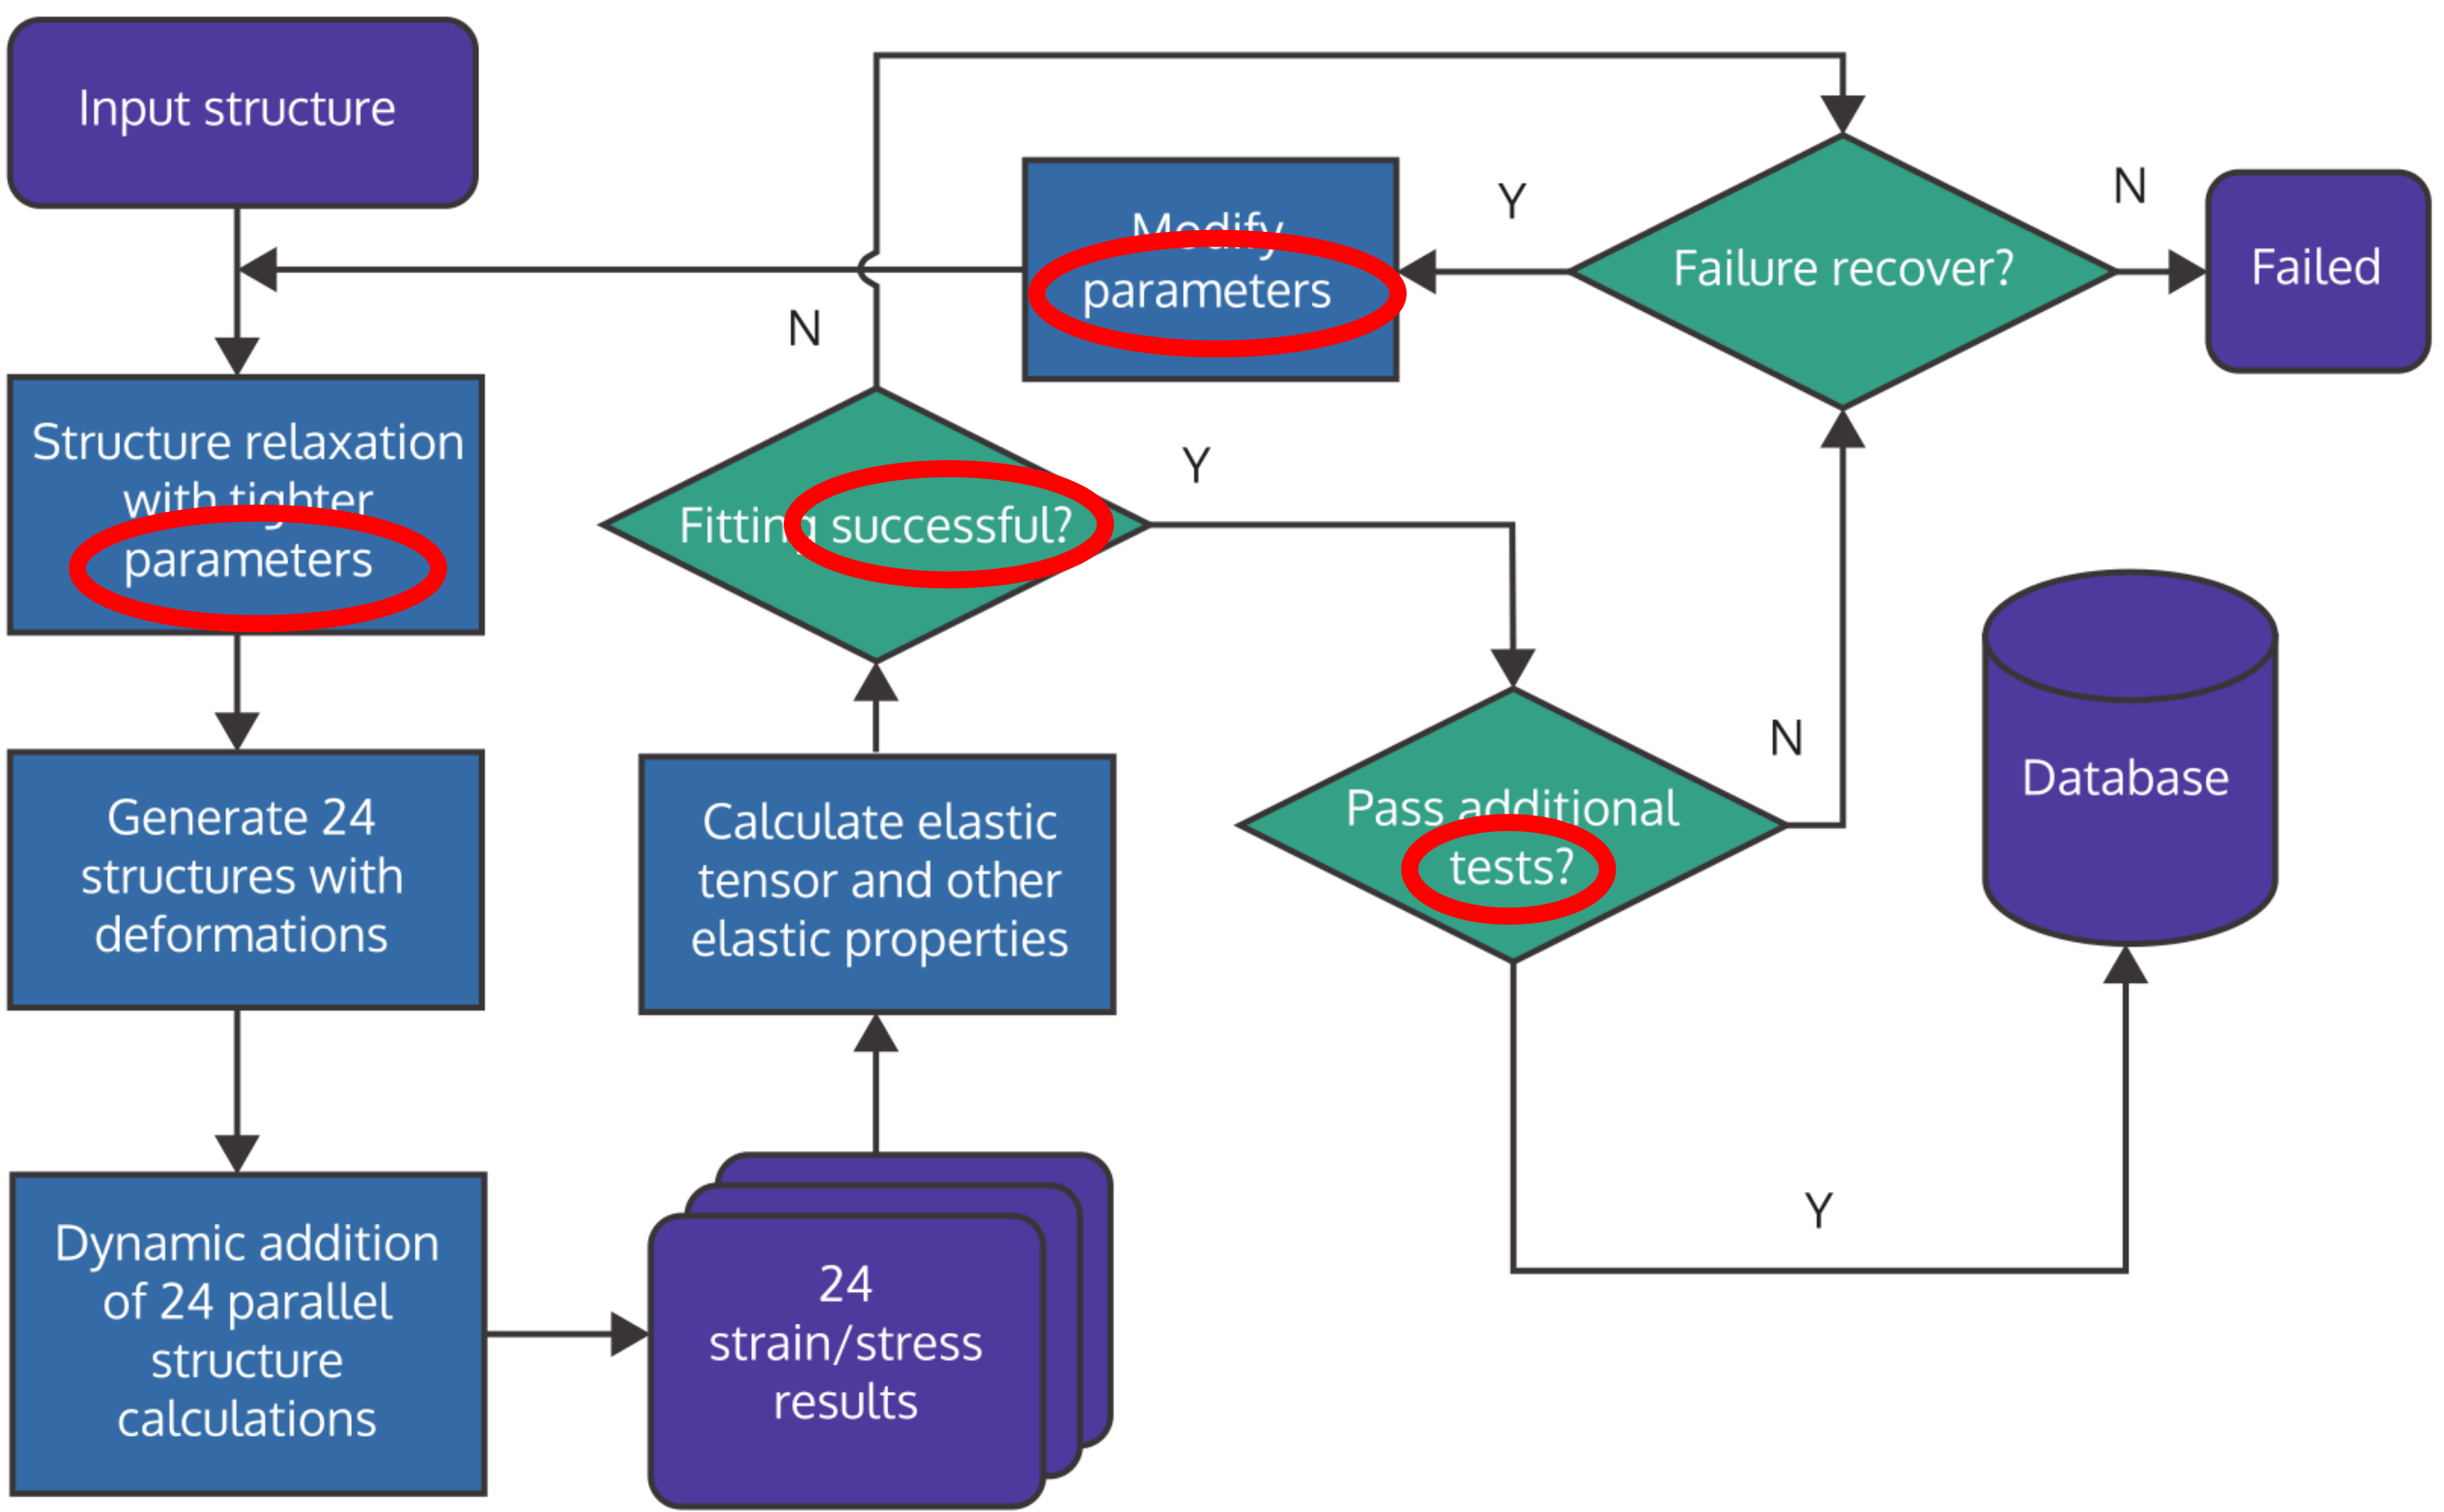 Input structure
Structure relaxation
with tighter
parameters
Generate 24
structures with
deformations
Dynamic addition
of 24 parallel
structure
calculations
24
strain/stress
results
Calculate elastic
tensor and other
elastic properties
Fitting successful?
N
Y
Modify
parameters
Y
Failure recover?
N
Failed
Pass additional
tests?
N
Y
Database